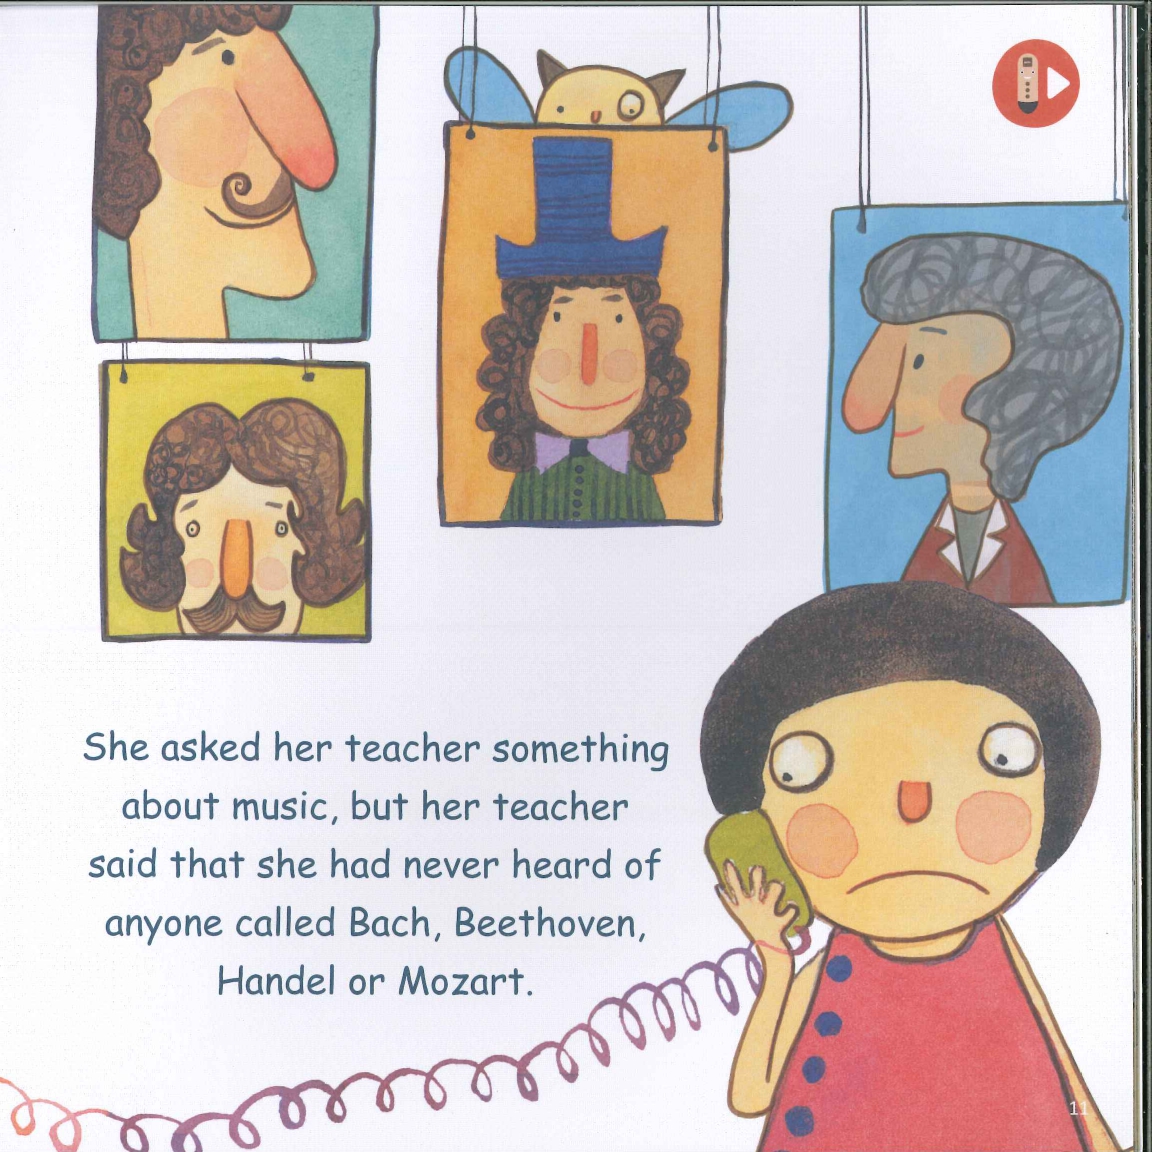 She asked her teacher something
about music, but her teacher
said that she had never heard of
anyone called Bach, Beethoven,
Handel or Mozart.
11